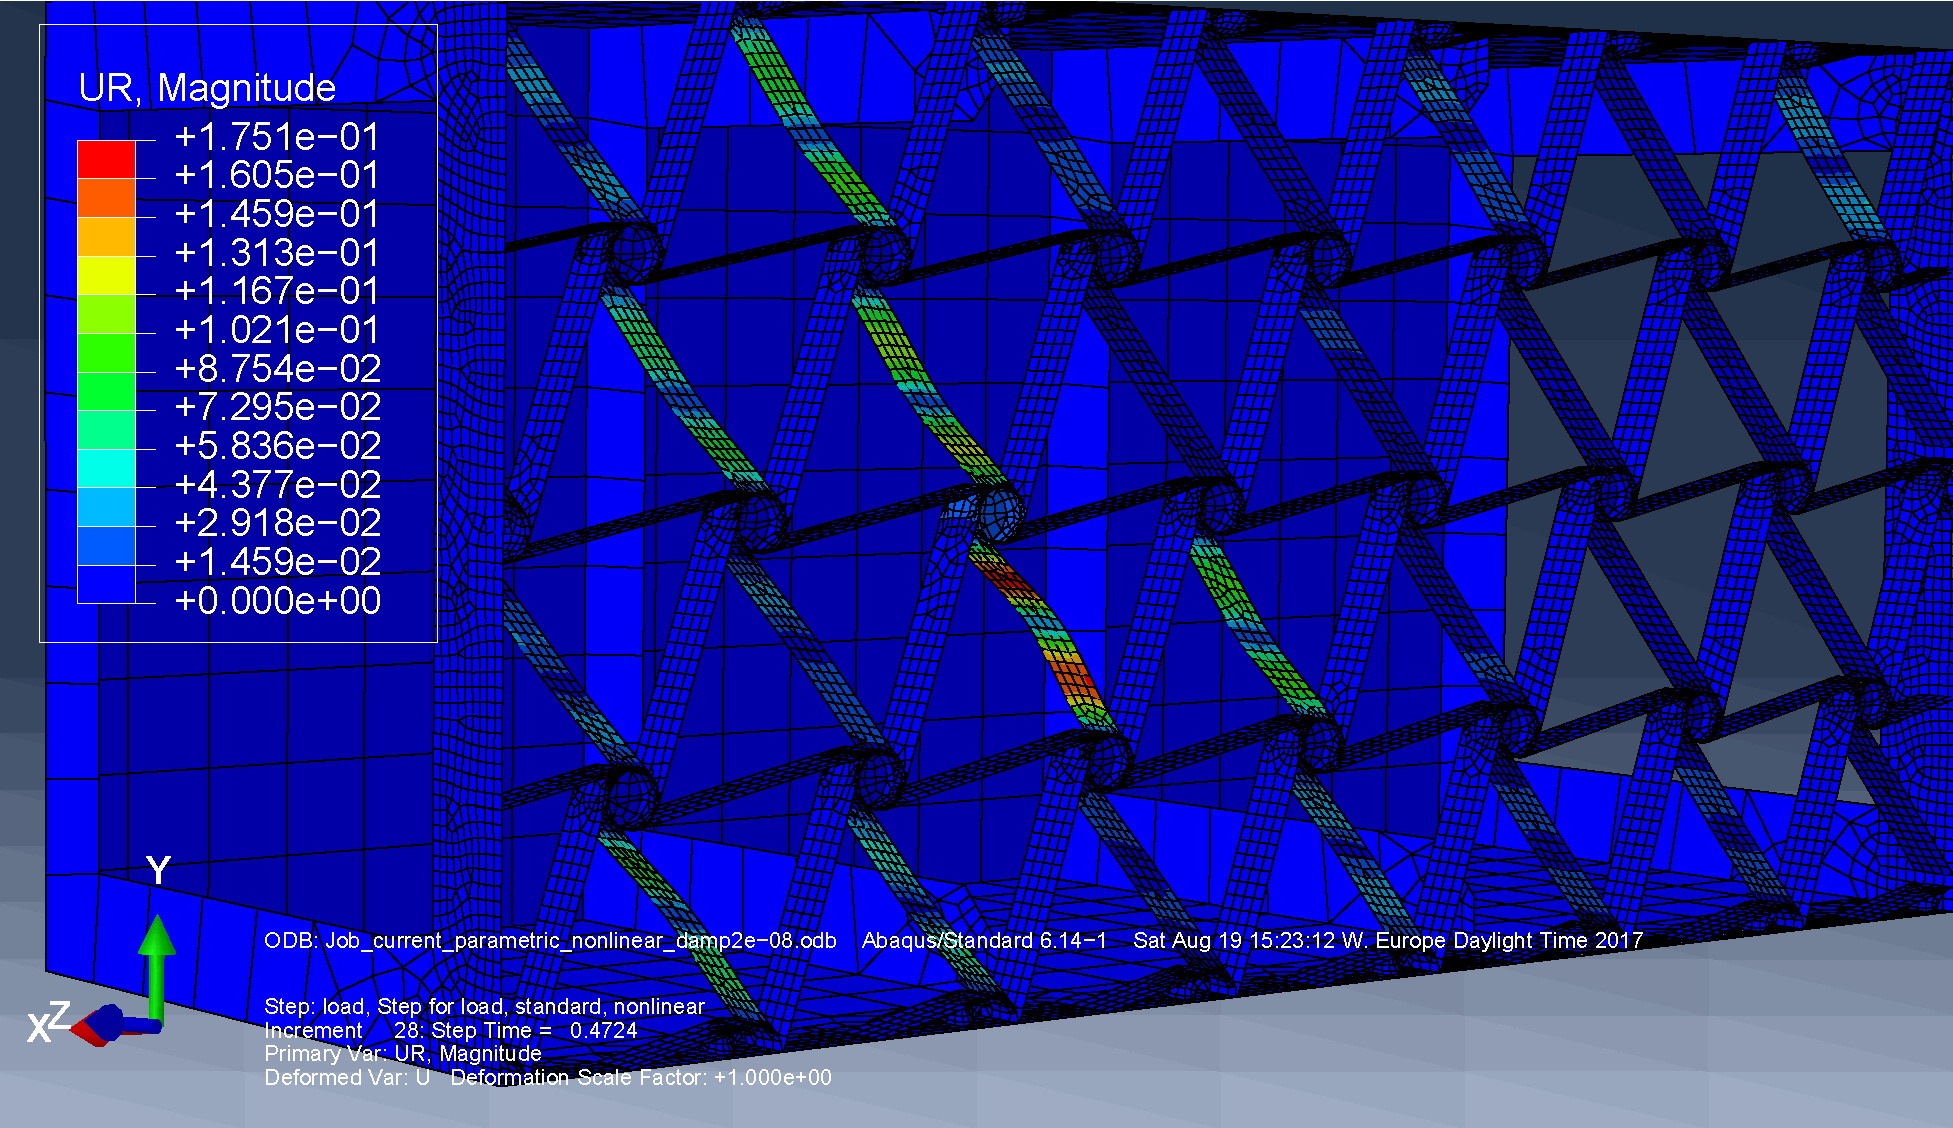 UR, Magnitude
+1.751e−01
+1.605e−01
+1.459e−01
+1.313e−01
+1.167e−01
+1.021e−01
+8.754e−02
+7.295e−02
+5.836e−02
+4.377e−02
+2.918e−02
+1.459e−02
+0.000e+00
Y
Z
X
ODB: Job_current_parametric_nonlinear_damp2e−08.odb    Abaqus/Standard 6.14−1    Sat Aug 19 15:23:12 W. Europe Daylight Time 2017
Step: load, Step for load, standard, nonlinear
Increment     28: Step Time =   0.4724
Primary Var: UR, Magnitude
Deformed Var: U   Deformation Scale Factor: +1.000e+00